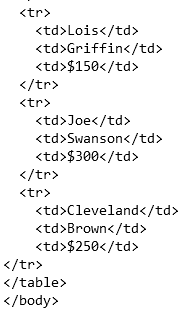 <tr>
<td>Lois</td>
<td>Griffin</td>
<td>$150</td>
</tr>
<tr>
<td>Joe</td>
<td>Swanson</td>
<td>$300</td>
</tr>
<tr>
<td>Cleveland</td>
<td>Brown</td>
<td>$250</td>
</tr>
</table>
</body>